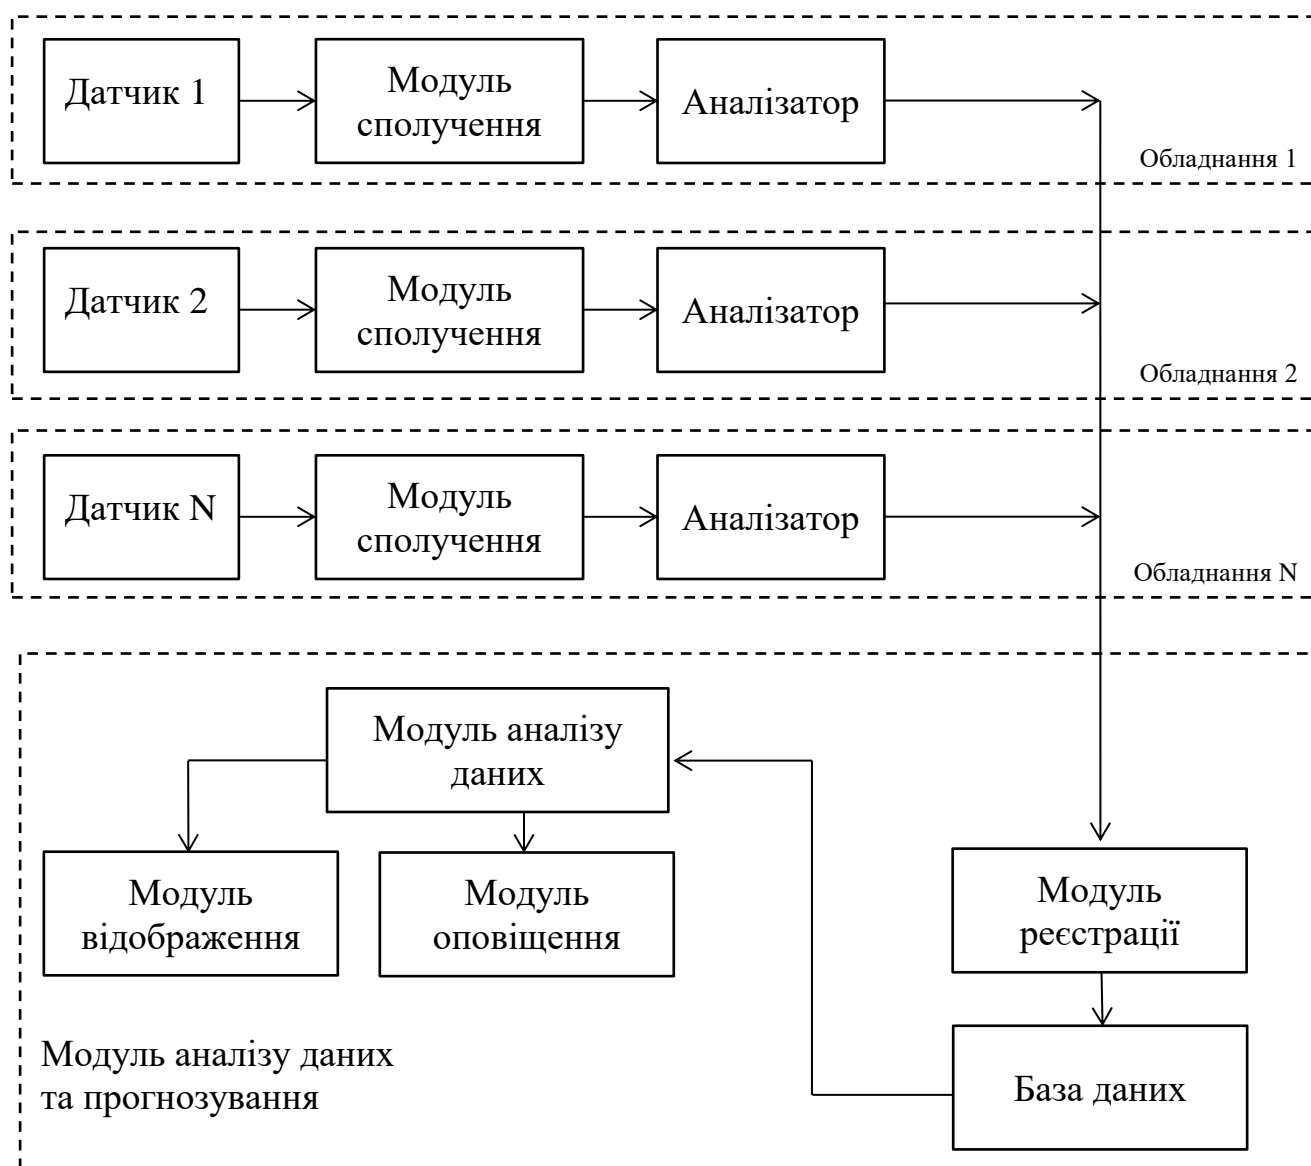 Датчик 1
Модуль
сполучення
Аналізатор
Обладнання 1
Датчик 2
Модуль
сполучення
Аналізатор
Обладнання 2
Датчик N
Модуль
сполучення
Аналізатор
Обладнання N
Модуль аналізу
даних
Модуль
відображення
Модуль
оповіщення
Модуль
реєстрації
Модуль аналізу даних
та прогнозування
База даних